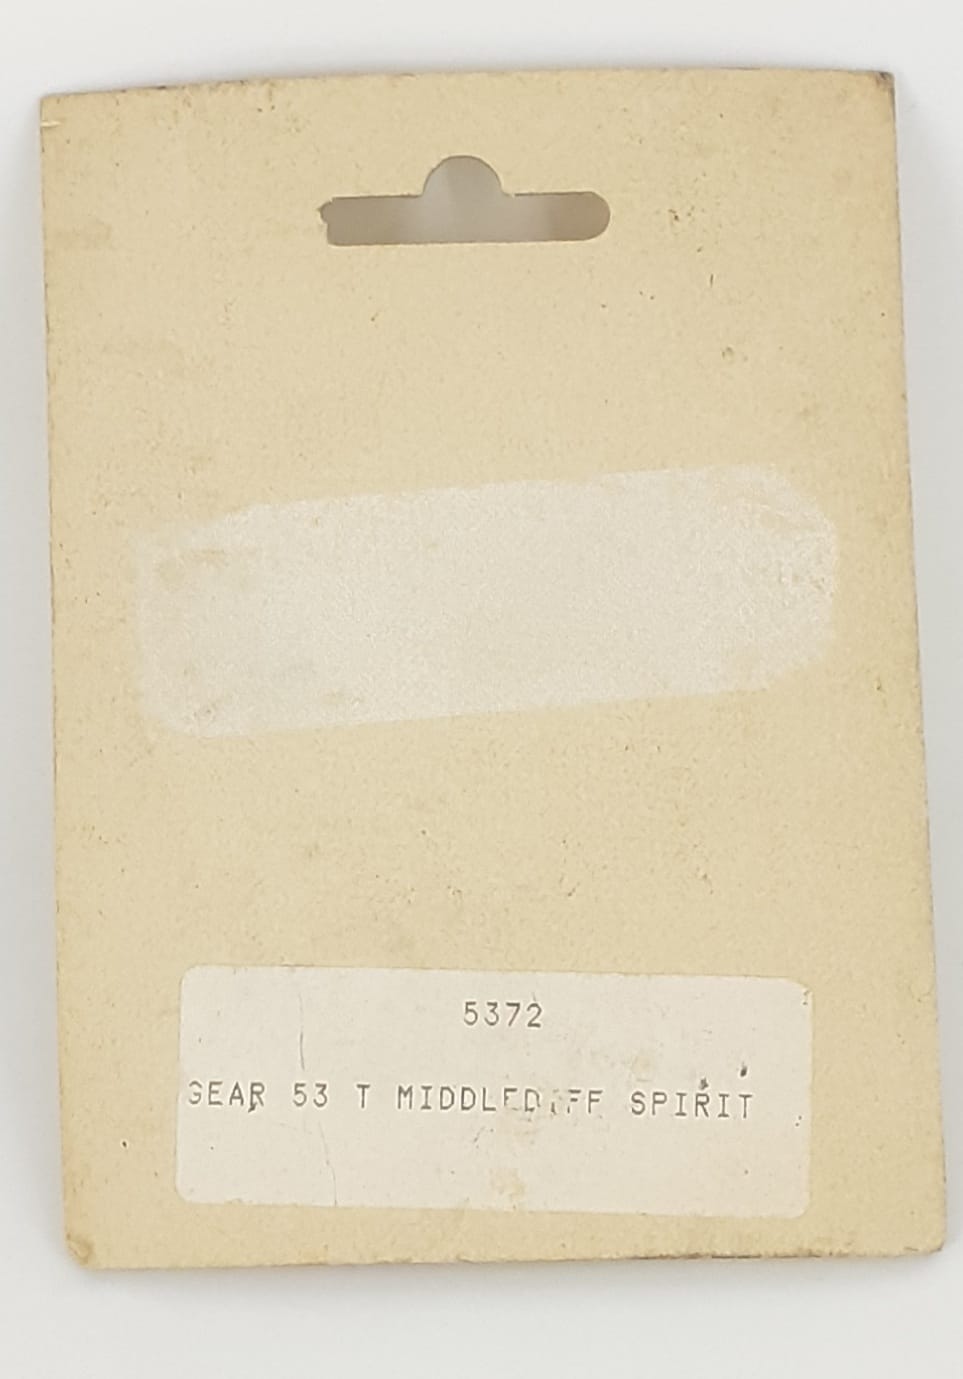 5372
GEAR 53 T MIDDLEDIFF SPIRIT